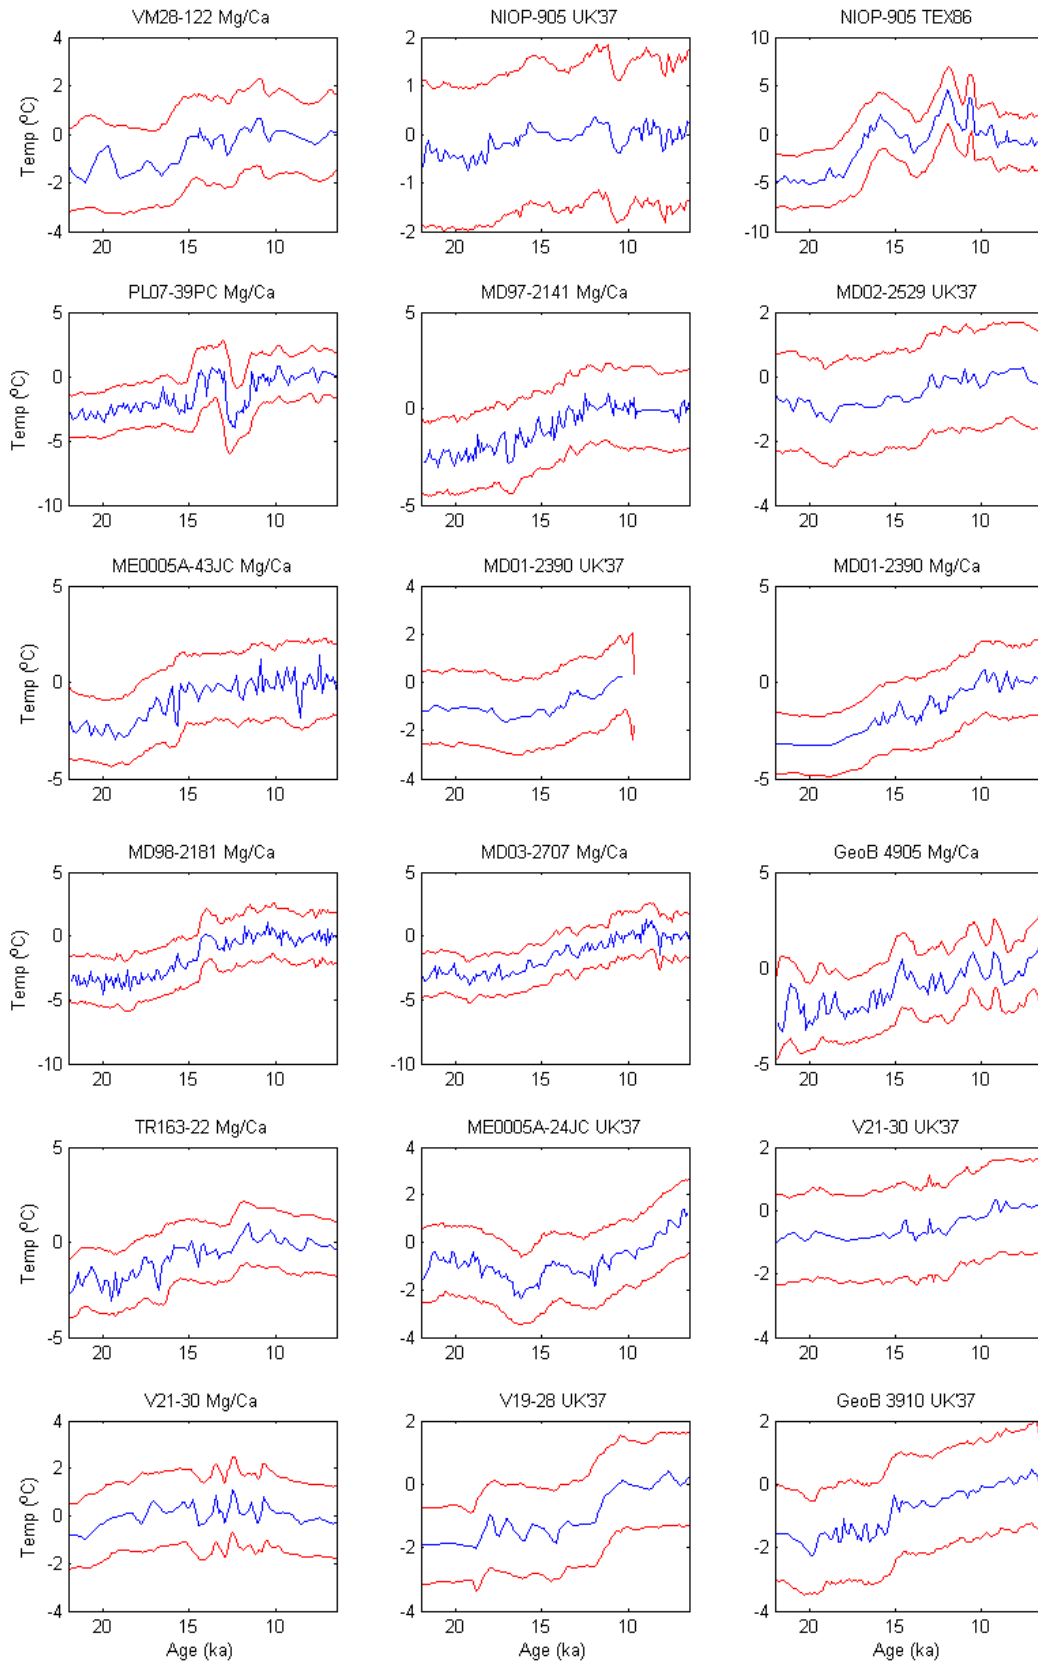 VM28-122 Mg/Ca
NIOP-905 UK'37
NIOP-905 TEX86
4
2
0
-2
-4
Temp (ºC)
20 15 10
2
1
0
-1
-2
20 15 10
10
5
0
-5
-10
20 15 10
PL07-39PC Mg/Ca
MD97-2141 Mg/Ca
MD02-2529 UK'37
5
0
-5
-10
Temp (ºC)
20 15 10
5
0
-5
20 15 10
2
0
-2
-4
20 15 10
ME0005A-43JC Mg/Ca
MD01-2390 UK'37
MD01-2390 Mg/Ca
5
0
-5
Temp (ºC)
20 15 10
4
2
0
-2
-4
20 15 10
5
0
-5
20 15 10
MD98-2181 Mg/Ca
MD03-2707 Mg/Ca
GeoB 4905 Mg/Ca
5
0
-5
-10
Temp (ºC)
20 15 10
5
0
-5
-10
20 15 10
5
0
-5
20 15 10
TR163-22 Mg/Ca
ME0005A-24JC UK'37
V21-30 UK'37
5
0
-5
Temp (ºC)
20 15 10
4
2
0
-2
-4
20 15 10
2
0
-2
-4
20 15 10
V21-30 Mg/Ca
V19-28 UK'37
GeoB 3910 UK'37
4
2
0
-2
-4
Temp (ºC)
20 15 10
Age (ka)
2
0
-2
-4
20 15 10
Age (ka)
2
0
-2
-4
20 15 10
Age (ka)